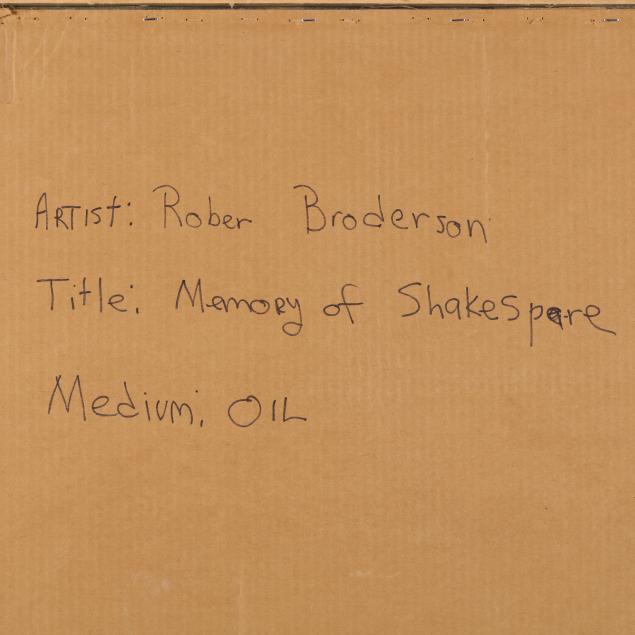 Artist: Rober Broderson
Title: Memory of Shakespare
Medium: OIL